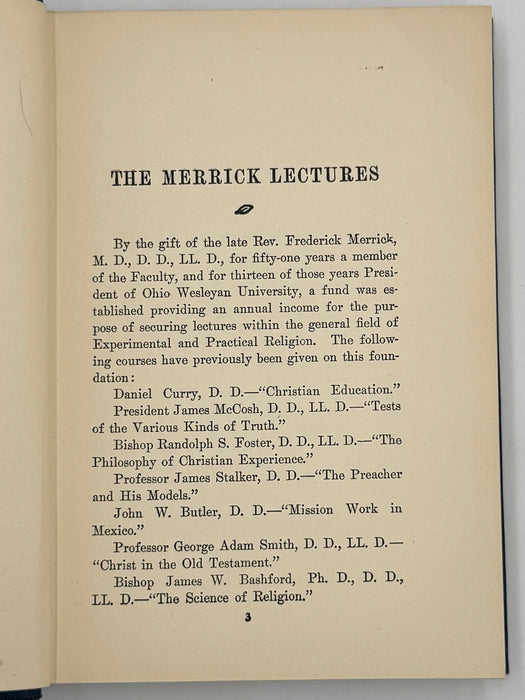 THE MERRICK LECTURES
By the gift of the late Rev. Frederick Merrick,
M. D., D. D., LL. D., for fifty-one years a member
of the Faculty, and for thirteen of those years Presi-
dent of Ohio Wesleyan University, a fund was es-
tablished providing an annual income for the pur-
pose of securing lectures within the general field of
Experimental and Practical Religion. The follow-
ing courses have previously been given on this foun-
dation:
Daniel Curry, D. D.—“Christian Education.”
President James McCosh, D. D., LL. D.—“Tests
of the Various Kinds of Truth.”
Bishop Randolph S. Foster, D. D., LL. D.—“The
Philosophy of Christian Experience.”
Professor James Stalker, D. D.—“The Preacher
and His Models.”
John W. Butler, D. D.—“Mission Work in
Mexico.”
Professor George Adam Smith, D. D., LL. D.—
“Christ in the Old Testament.”
Bishop James W. Bashford, Ph. D., D. D.,
LL. D.—“The Science of Religion.”
3